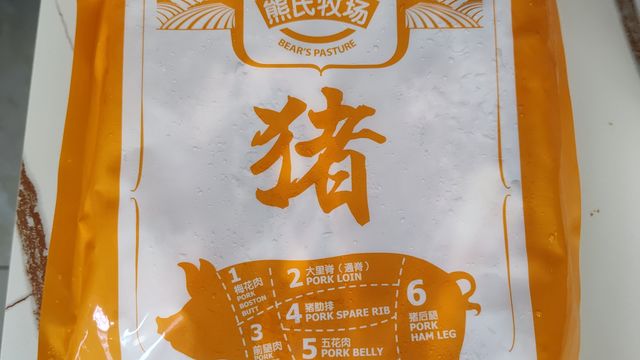 熊氏牧场
BEAR'S PASTURE
猪
1
梅花肉
PORK
BOSTON
BUTT
2 大里脊（通脊）
PORK LOIN
3
前腿肉
PORK
4 猪肋排
PORK SPARE RIB
5 五花肉
PORK BELLY
6
猪后腿
PORK
HAM LEG